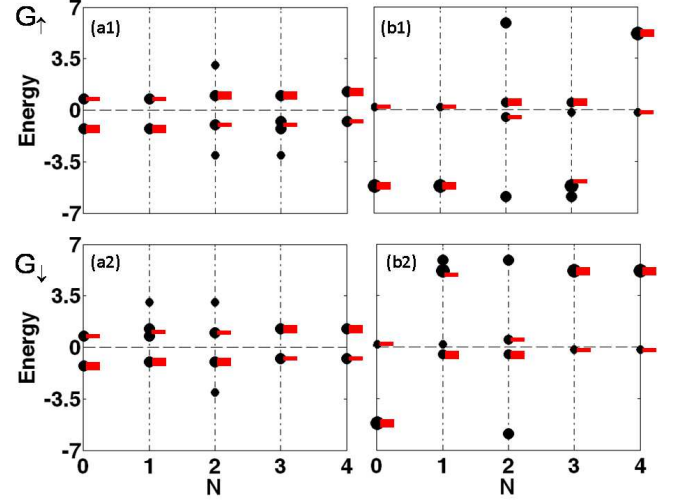 G↑
(a1)
(b1)
7
3.5
0
-3.5
-7
Energy
G↓
(a2)
(b2)
7
3.5
0
-3.5
-7
Energy
0 1 2 3 4 0 1 2 3 4
N N